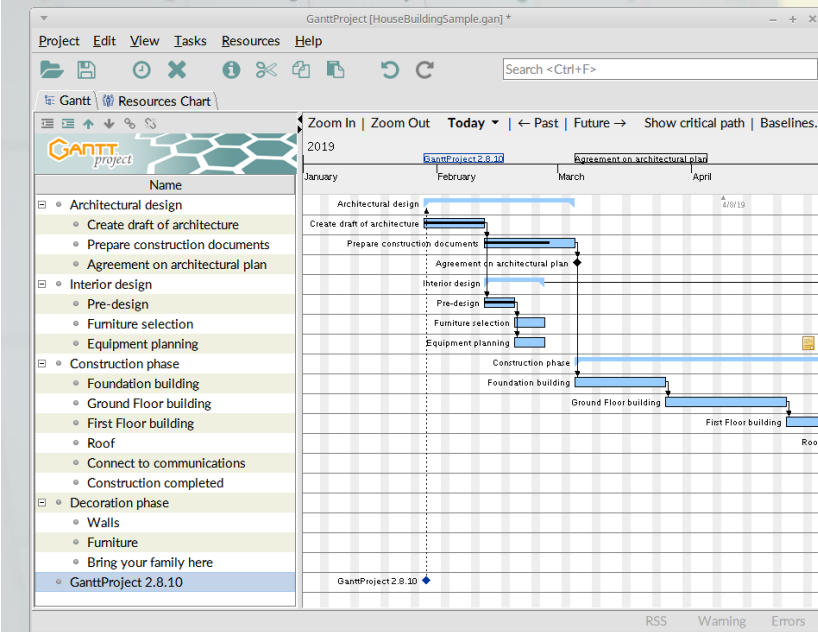 GanttProject [HouseBuildingSample.gan] *
Project Edit View Tasks Resources Help
Search <Ctrl+F>
Gantt Resources Chart
Zoom In | Zoom Out Today | ← Past | Future → Show critical path | Baselines.
GANTT project
2019
GanttProject 2.8.10 Agreement on architectural plan
Name
January February March April
Architectural design
Create draft of architecture
Prepare construction documents
Agreement on architectural plan
Interior design
Pre-design
Furniture selection
Equipment planning
Construction phase
Foundation building
Ground Floor building
First Floor building
Roof
Connect to communications
Construction completed
Decoration phase
Walls
Furniture
Bring your family here
GanttProject 2.8.10
Architectural design
4/8/19
Create draft of architecture
Prepare construction documents
Agreement on architectural plan
Interior design
Pre-design
Furniture selection
Equipment planning
Construction phase
Foundation building
Ground Floor building
First Floor building
Roo
GanttProject 2.8.10
RSS Warning Errors